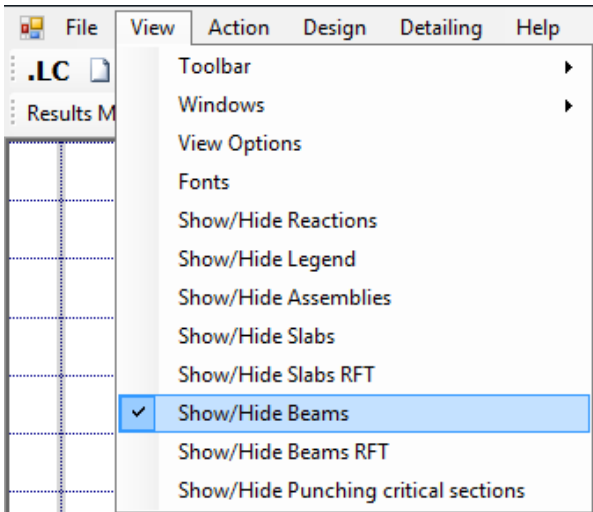 File View Action Design Detailing Help
.LC
Results M
Toolbar
Windows
View Options
Fonts
Show/Hide Reactions
Show/Hide Legend
Show/Hide Assemblies
Show/Hide Slabs
Show/Hide Slabs RFT
Show/Hide Beams
Show/Hide Beams RFT
Show/Hide Punching critical sections